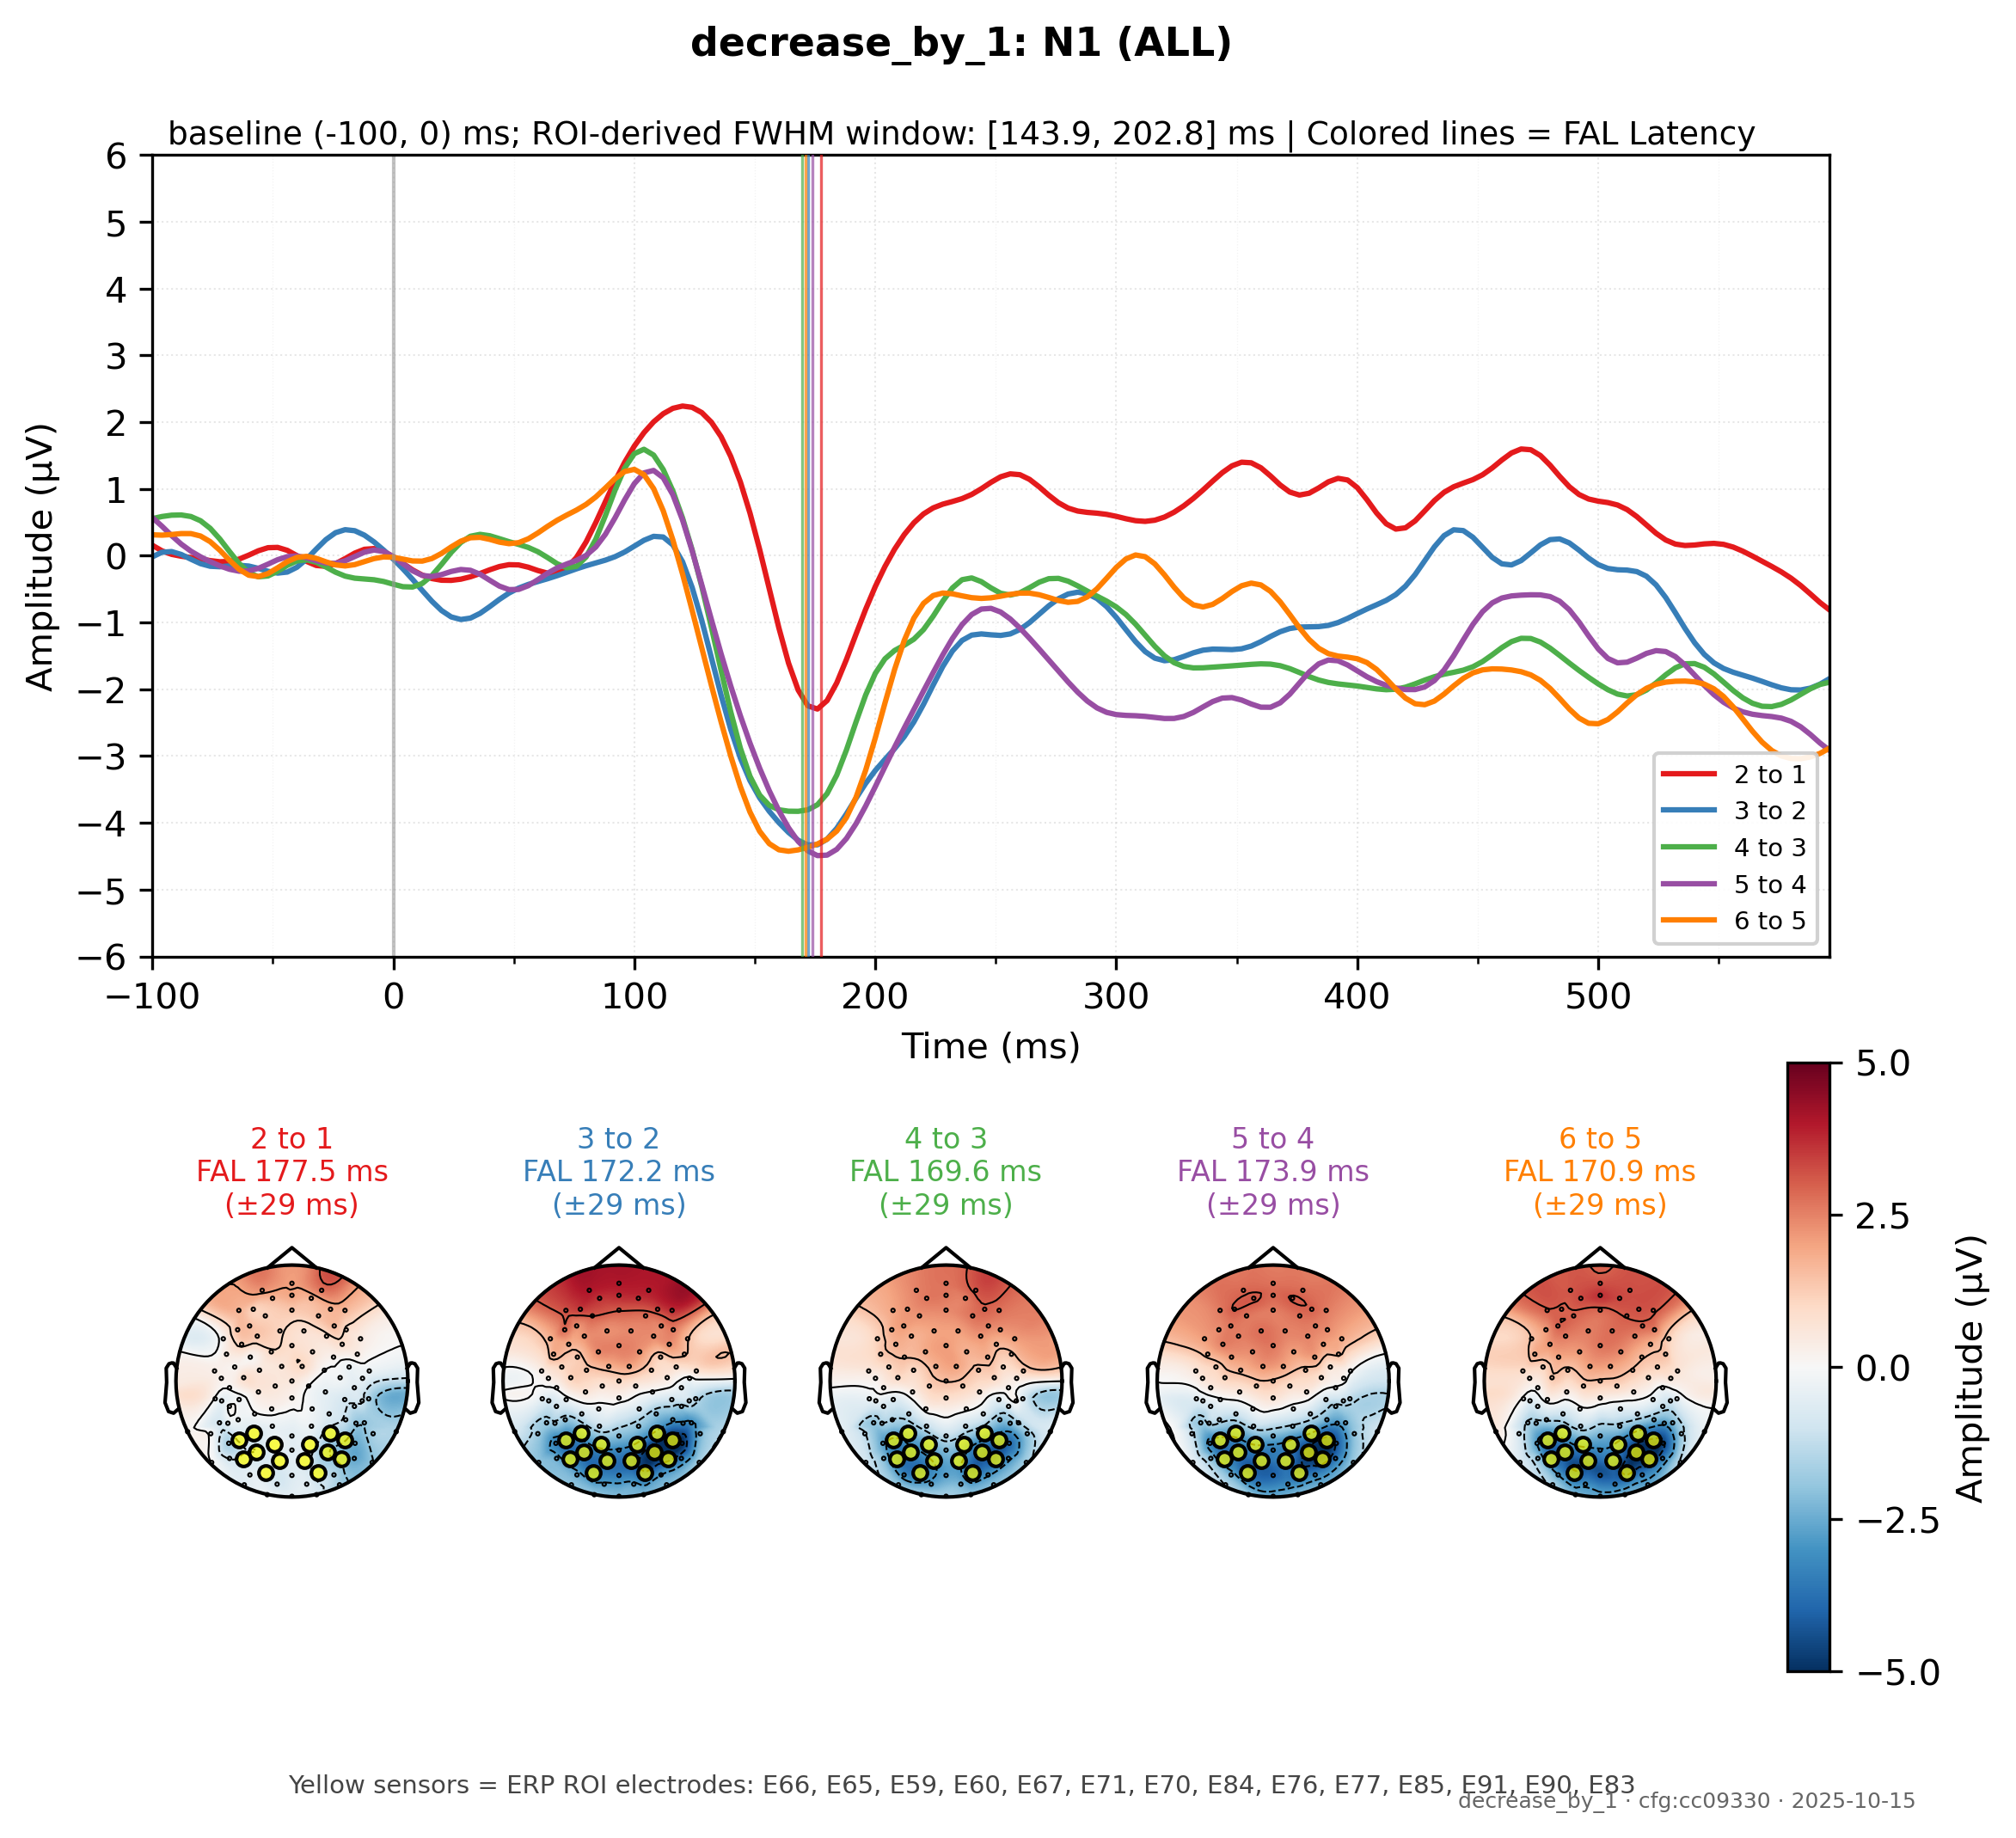 decrease_by_1: N1 (ALL)
baseline (-100, 0) ms; ROI-derived FWHM window: [143.9, 202.8] ms | Colored lines = FAL Latency
6
5
4
3
2
1
0
−1
−2
−3
−4
−5
−6
Amplitude (μV)
2 to 1
3 to 2
4 to 3
5 to 4
6 to 5
−100 0 100 200 300 400 500
Time (ms)
2 to 1
FAL 177.5 ms
(±29 ms)
3 to 2
FAL 172.2 ms
(±29 ms)
4 to 3
FAL 169.6 ms
(±29 ms)
5 to 4
FAL 173.9 ms
(±29 ms)
6 to 5
FAL 170.9 ms
(±29 ms)
5.0
2.5
0.0
−2.5
−5.0
Amplitude (μV)
Yellow sensors = ERP ROI electrodes: E66, E65, E59, E60, E67, E71, E70, E84, E76, E77, E85, E91, E90, E83
decrease_by_1 · cfg:cc09330 · 2025-10-15